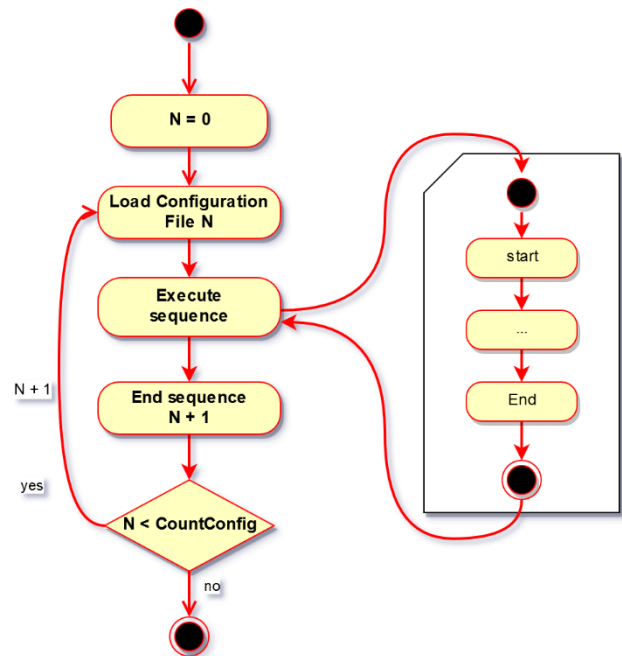 N = 0
Load Configuration
File N
Execute
sequence
End sequence
N + 1
N < CountConfig
N + 1
yes
no
start
...
End